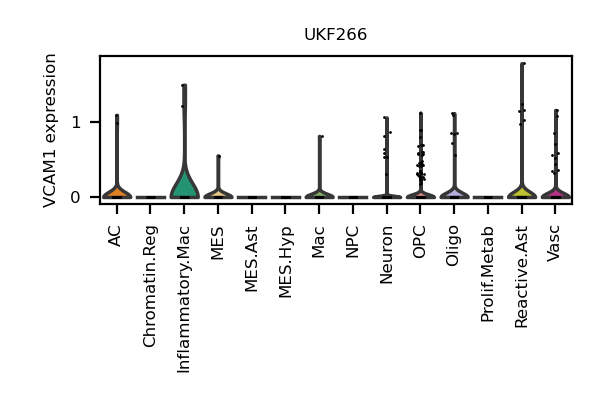 UKF266
VCAM1 expression
1
0
AC
Chromatin.Reg
Inflammatory.Mac
MES
MES.Ast
MES.Hyp
Mac
NPC
Neuron
OPC
Oligo
Prolif.Metab
Reactive.Ast
Vasc